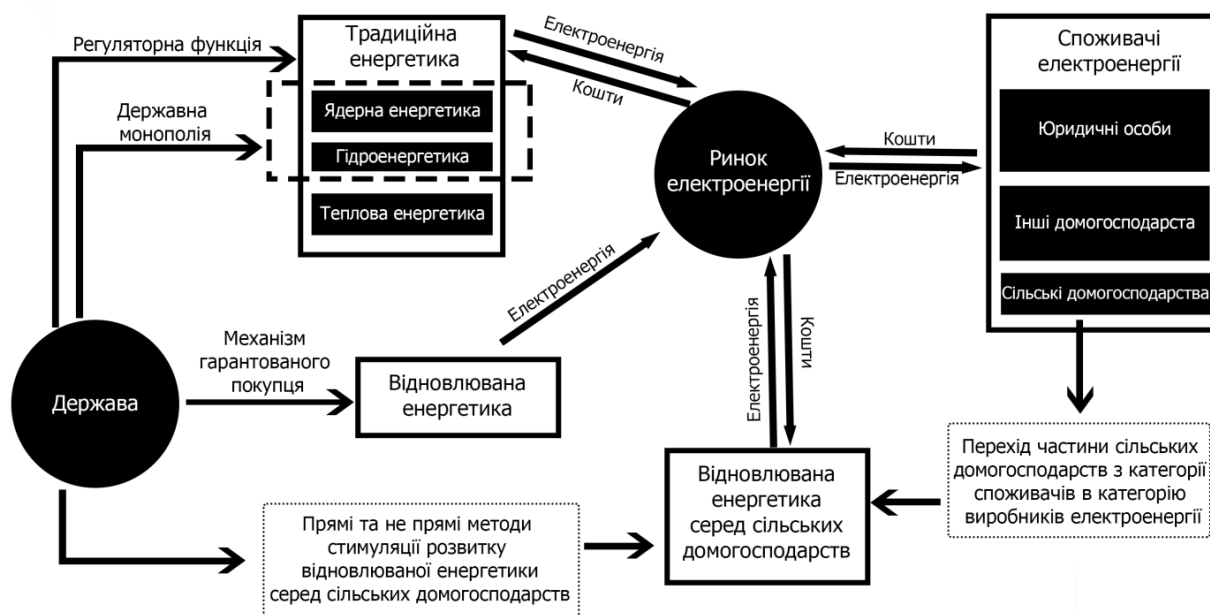 Регуляторна функція
Державна
монополія
Традиційна
енергетика
Ядерна енергетика
Гідроенергетика
Теплова енергетика
Електроенергія
Кошти
Ринок
електроенергії
Кошти
Електроенергія
Споживачі
електроенергії
Юридичні особи
Інші домогосподарста
Сільські домогосподарства
Держава
Механізм
гарантованого
покупця
Відновлювана
енергетика
Електроенергія
Електроенергія
Кошти
Прямі та не прямі методи
стимуляції розвитку
відновлюваної енергетики
серед сільських домогосподарств
Відновлювана
енергетика
серед сільських
домогосподарств
Перехід частини сільських
домогосподарств з категорії
споживачів в категорію
виробників електроенергії